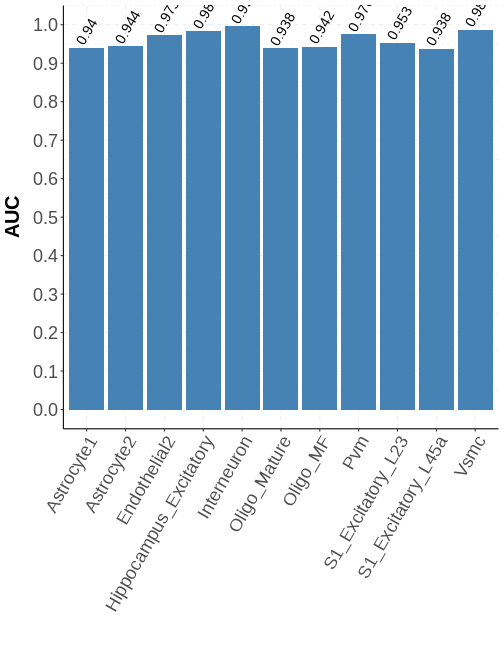 0.94
0.944
0.938
0.942
0.953
0.938
1.0
0.9
0.8
0.7
0.6
0.5
0.4
0.3
0.2
0.1
0.0
AUC
Astrocyte1
Astrocyte2
Endothelial2
Hippocampus_Excitatory
Interneuron
Oligo_Mature
Oligo_MF
Pvm
S1_Excitatory_L23
S1_Excitatory_L45a
Vsmc